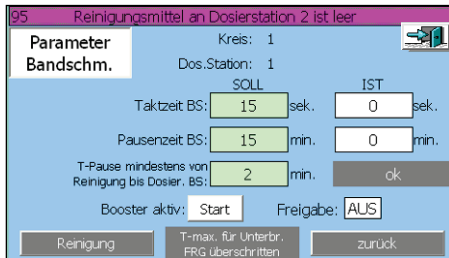 95 Reinigungsmittel an Dosierstation 2 ist leer
Parameter
Bandschm.
Kreis: 1
Dos.Station: 1
SOLL IST
Taktzeit BS: 15 sek. 0 sek.
Pausenzeit BS: 15 min. 0 min.
T-Pause mindestens von
Reinigung bis Dosier. BS: 2 min. ok
Booster aktiv: Start Freigabe: AUS
Reinigung
T-max. für Unterbr.
FRG überschritten
zurück